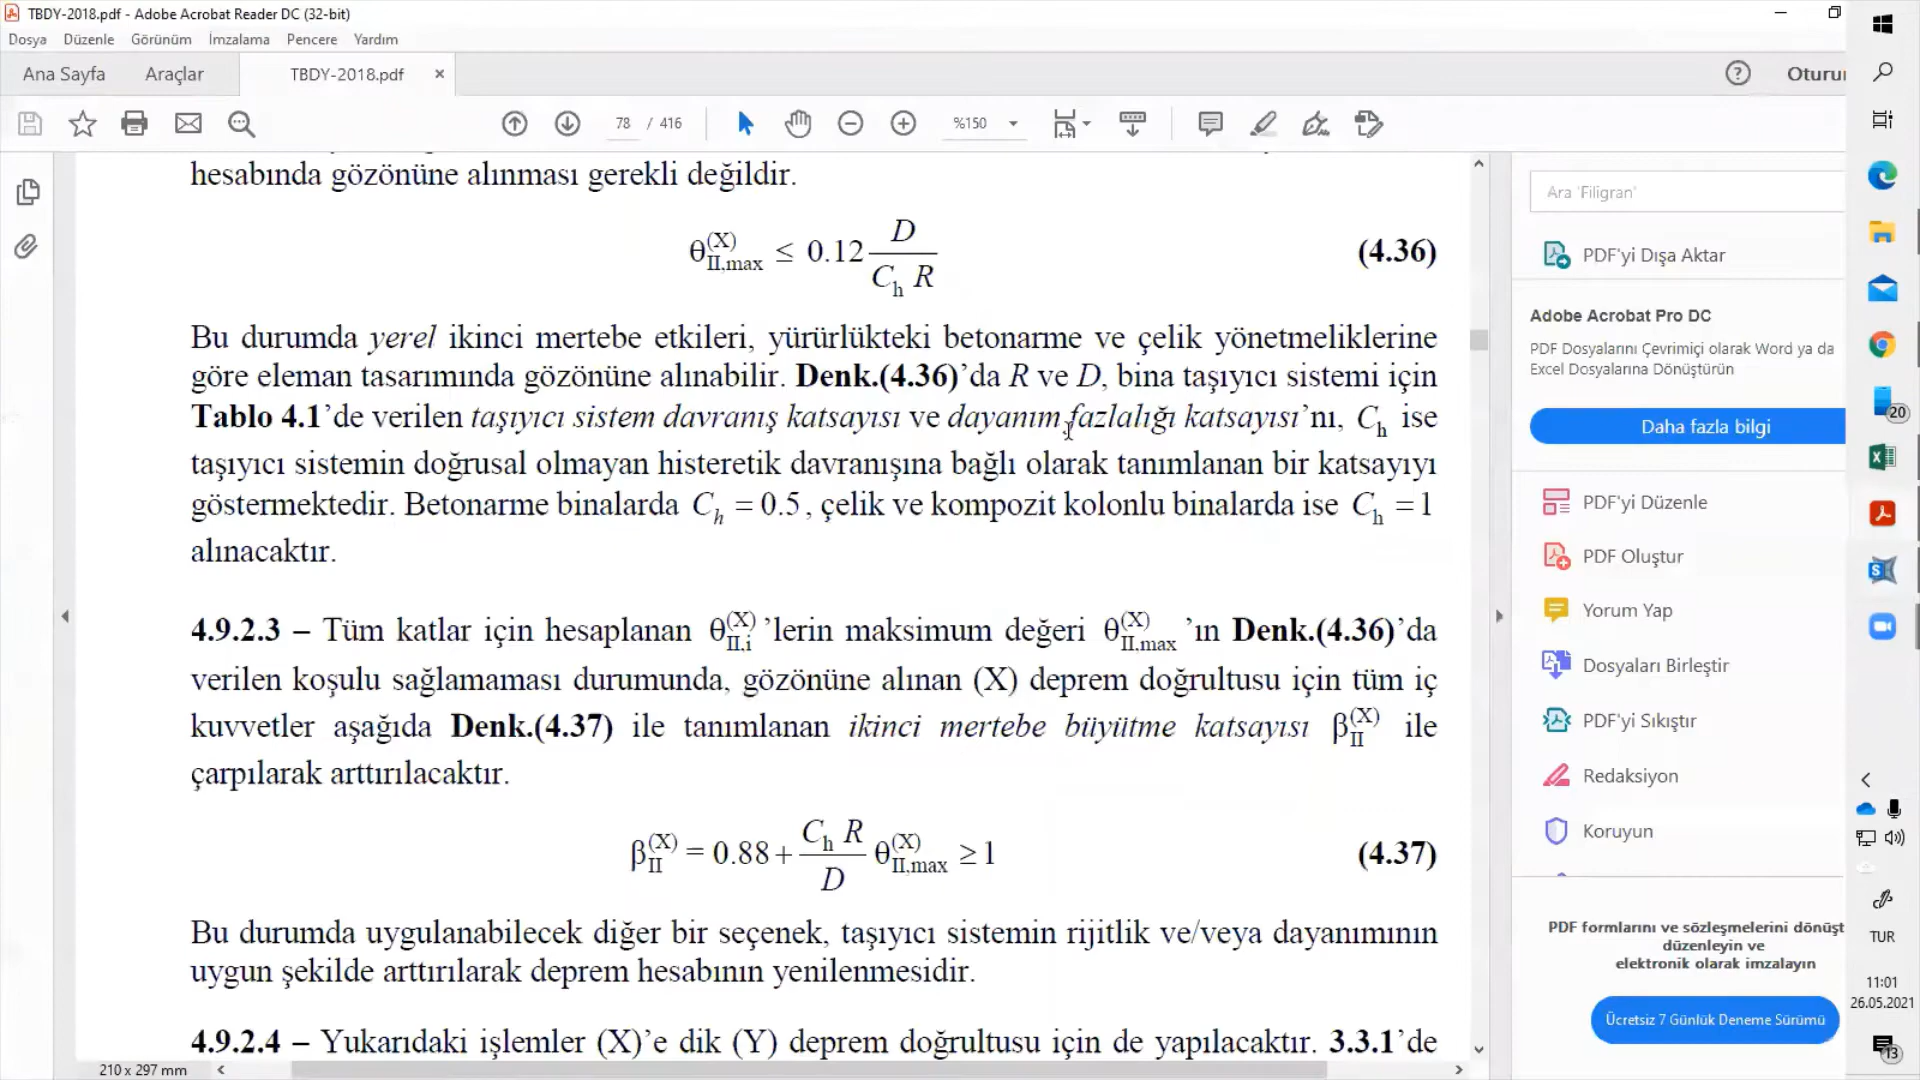 TBDY-2018.pdf - Adobe Acrobat Reader DC (32-bit)
Dosya Düzenle Görünüm İmzalama Pencere Yardım
Ana Sayfa Araçlar TBDY-2018.pdf × ? Oturu
78 / 416 %150
hesabında gözönüne alınması gerekli değildir.
θ_II,max^(X) ≤ 0.12 D / (C_h R) (4.36)
Bu durumda yerel ikinci mertebe etkileri, yürürlükteki betonarme ve çelik yönetmeliklerine
göre eleman tasarımında gözönüne alınabilir. Denk.(4.36)’da R ve D, bina taşıyıcı sistemi için
Tablo 4.1’de verilen taşıyıcı sistem davranış katsayısı ve dayanım fazlalığı katsayısı’nı, C_h ise
taşıyıcı sistemin doğrusal olmayan histeretik davranışına bağlı olarak tanımlanan bir katsayıyı
göstermektedir. Betonarme binalarda C_h = 0.5, çelik ve kompozit kolonlu binalarda ise C_h = 1
alınacaktır.
4.9.2.3 – Tüm katlar için hesaplanan θ_II,i^(X) ’lerin maksimum değeri θ_II,max^(X) ’ın Denk.(4.36)’da
verilen koşulu sağlamaması durumunda, gözönüne alınan (X) deprem doğrultusu için tüm iç
kuvvetler aşağıda Denk.(4.37) ile tanımlanan ikinci mertebe büyütme katsayısı β_II^(X) ile
çarpılarak arttırılacaktır.
β_II^(X) = 0.88 + (C_h R / D) θ_II,max^(X) ≥ 1 (4.37)
Bu durumda uygulanabilecek diğer bir seçenek, taşıyıcı sistemin rijitlik ve/veya dayanımının
uygun şekilde arttırılarak deprem hesabının yenilenmesidir.
4.9.2.4 – Yukarıdaki işlemler (X)’e dik (Y) deprem doğrultusu için de yapılacaktır. 3.3.1’de
210 x 297 mm
Ara 'Filigran'
PDF'yi Dışa Aktar
Adobe Acrobat Pro DC
PDF Dosyalarını Çevrimiçi olarak Word ya da
Excel Dosyalarına Dönüştürün
Daha fazla bilgi
PDF'yi Düzenle
PDF Oluştur
Yorum Yap
Dosyaları Birleştir
PDF'yi Sıkıştır
Redaksiyon
Koruyun
PDF formlarını ve sözleşmelerini dönüşt
düzenleyin ve
elektronik olarak imzalayın
Ücretsiz 7 Günlük Deneme Sürümü
20
TUR
11:01
26.05.2021
13